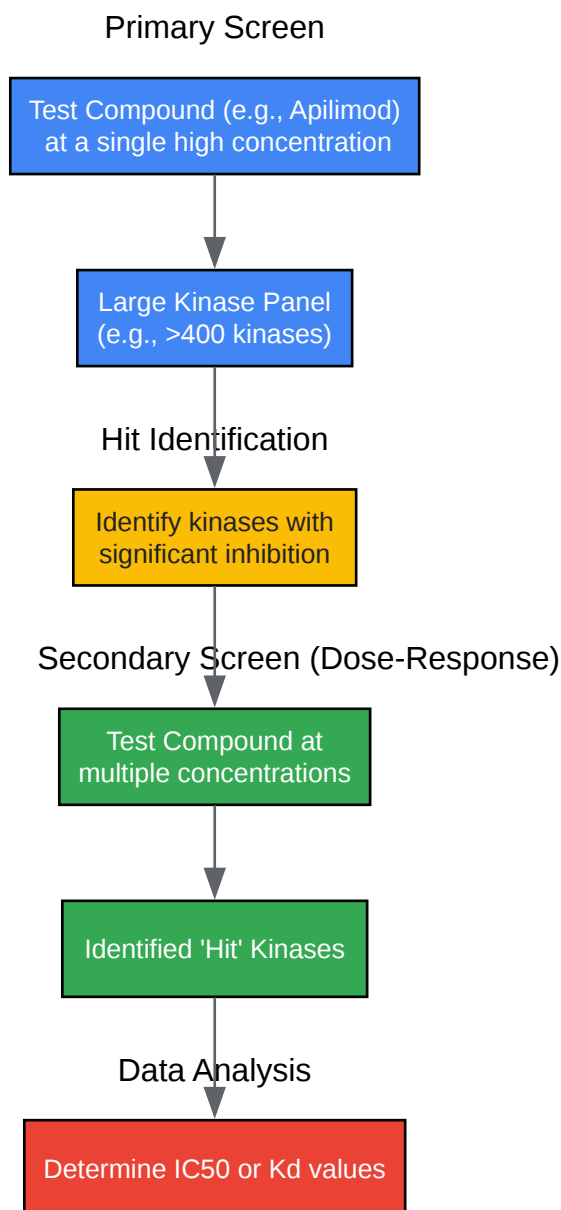 Primary Screen
Test Compound (e.g., Apilimod)
at a single high concentration
Large Kinase Panel
(e.g., >400 kinases)
Hit Identification
Identify kinases with
significant inhibition
Secondary Screen (Dose-Response)
Test Compound at
multiple concentrations
Identified 'Hit' Kinases
Data Analysis
Determine IC50 or Kd values